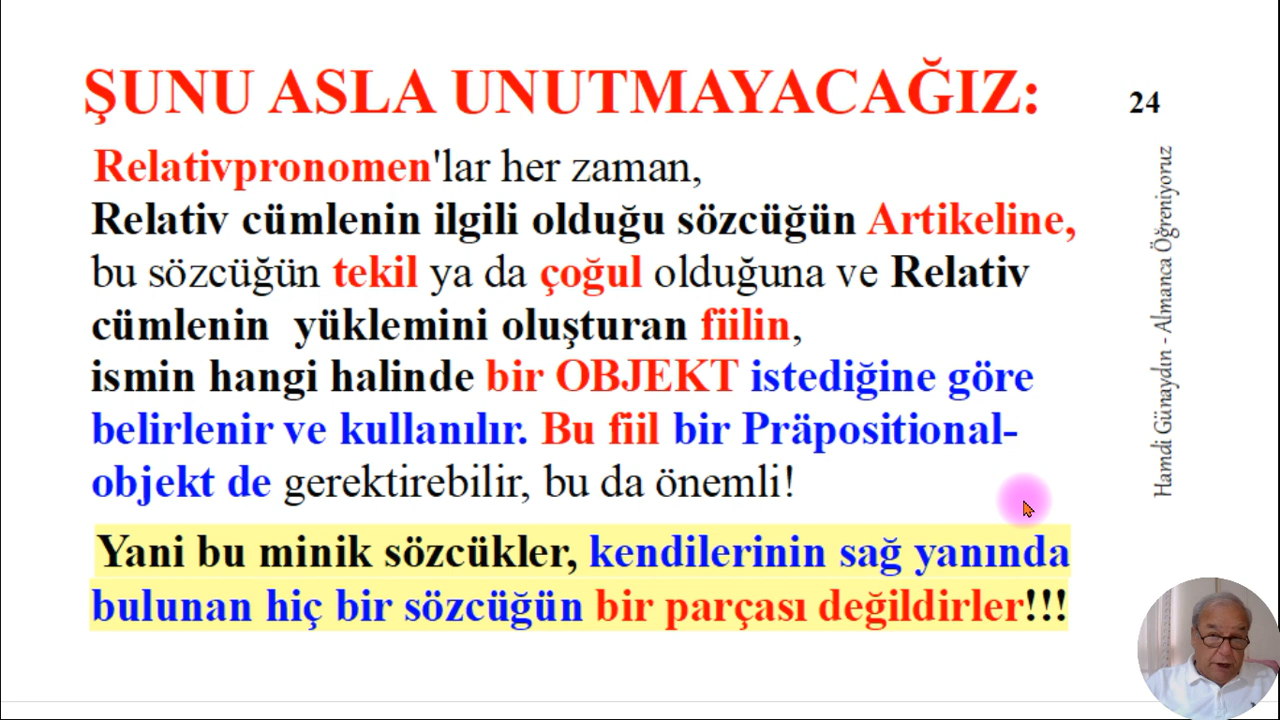 ŞUNU ASLA UNUTMAYACAĞIZ:
24
Relativpronomen'lar her zaman,
Relativ cümlenin ilgili olduğu sözcüğün Artikeline,
bu sözcüğün tekil ya da çoğul olduğuna ve Relativ
cümlenin yüklemini oluşturan fiilin,
ismin hangi halinde bir OBJEKT istediğine göre
belirlenir ve kullanılır. Bu fiil bir Präpositional-
objekt de gerektirebilir, bu da önemli!
Yani bu minik sözcükler, kendilerinin sağ yanında
bulunan hiç bir sözcüğün bir parçası değildirler!!!
Hamdi Günaydın - Almanca Öğreniyoruz